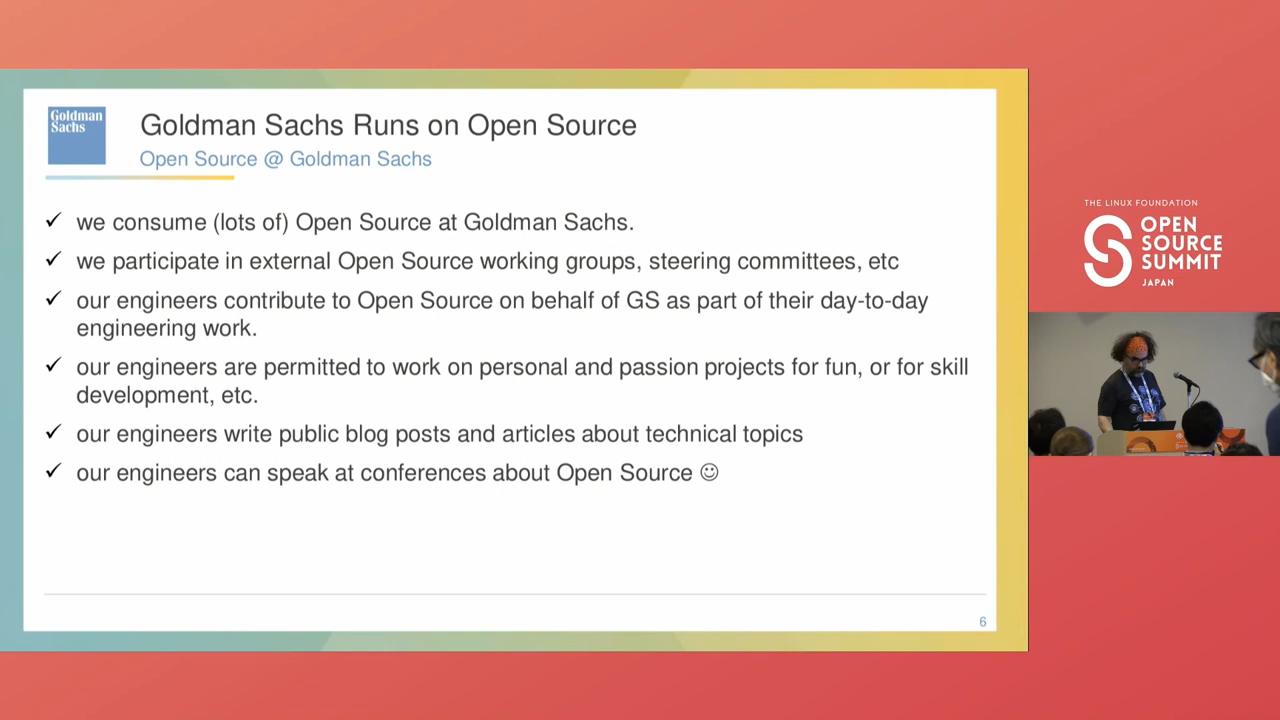 Goldman
Sachs
Goldman Sachs Runs on Open Source
Open Source @ Goldman Sachs
✓ we consume (lots of) Open Source at Goldman Sachs.
✓ we participate in external Open Source working groups, steering committees, etc
✓ our engineers contribute to Open Source on behalf of GS as part of their day-to-day
engineering work.
✓ our engineers are permitted to work on personal and passion projects for fun, or for skill
development, etc.
✓ our engineers write public blog posts and articles about technical topics
✓ our engineers can speak at conferences about Open Source ☺
6
THE LINUX FOUNDATION
OPEN
SOURCE
SUMMIT
JAPAN